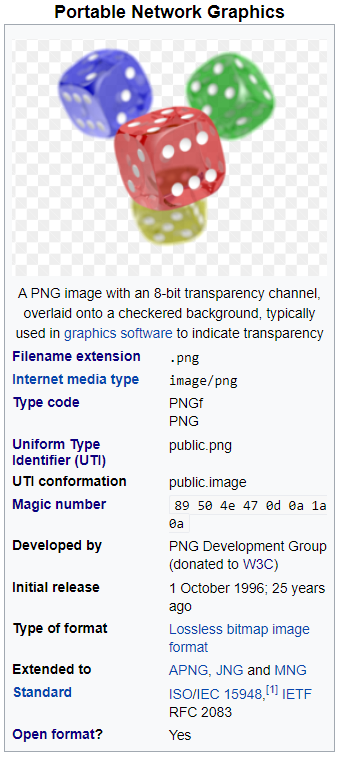 Portable Network Graphics
A PNG image with an 8-bit transparency channel,
overlaid onto a checkered background, typically
used in graphics software to indicate transparency
Filename extension .png
Internet media type image/png
Type code PNGf
PNG
Uniform Type public.png
Identifier (UTI)
UTI conformation public.image
Magic number 89 50 4e 47 0d 0a 1a
0a
Developed by PNG Development Group
(donated to W3C)
Initial release 1 October 1996; 25 years
ago
Type of format Lossless bitmap image
format
Extended to APNG, JNG and MNG
Standard ISO/IEC 15948,[1] IETF
RFC 2083
Open format? Yes